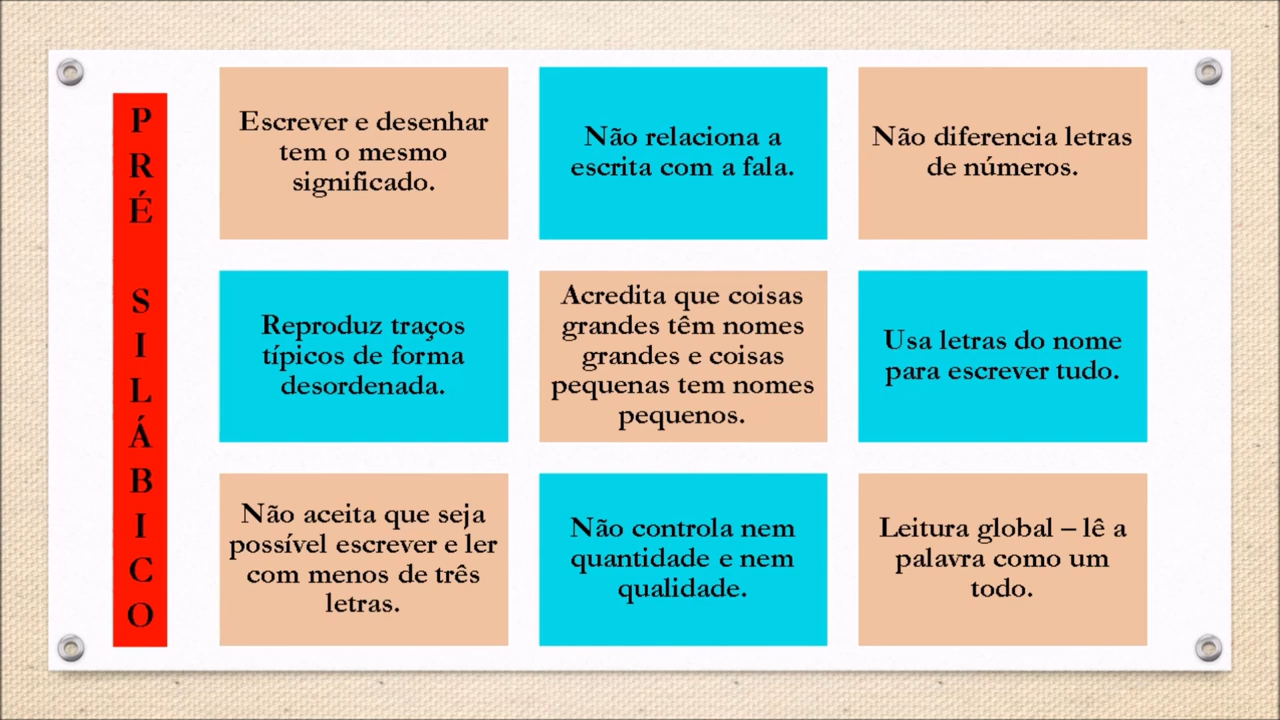 PRÉ SILÁBICO
Escrever e desenhar
tem o mesmo
significado.
Não relaciona a
escrita com a fala.
Não diferencia letras
de números.
Reproduz traços
típicos de forma
desordenada.
Acredita que coisas
grandes têm nomes
grandes e coisas
pequenas tem nomes
pequenos.
Usa letras do nome
para escrever tudo.
Não aceita que seja
possível escrever e ler
com menos de três
letras.
Não controla nem
quantidade e nem
qualidade.
Leitura global – lê a
palavra como um
todo.